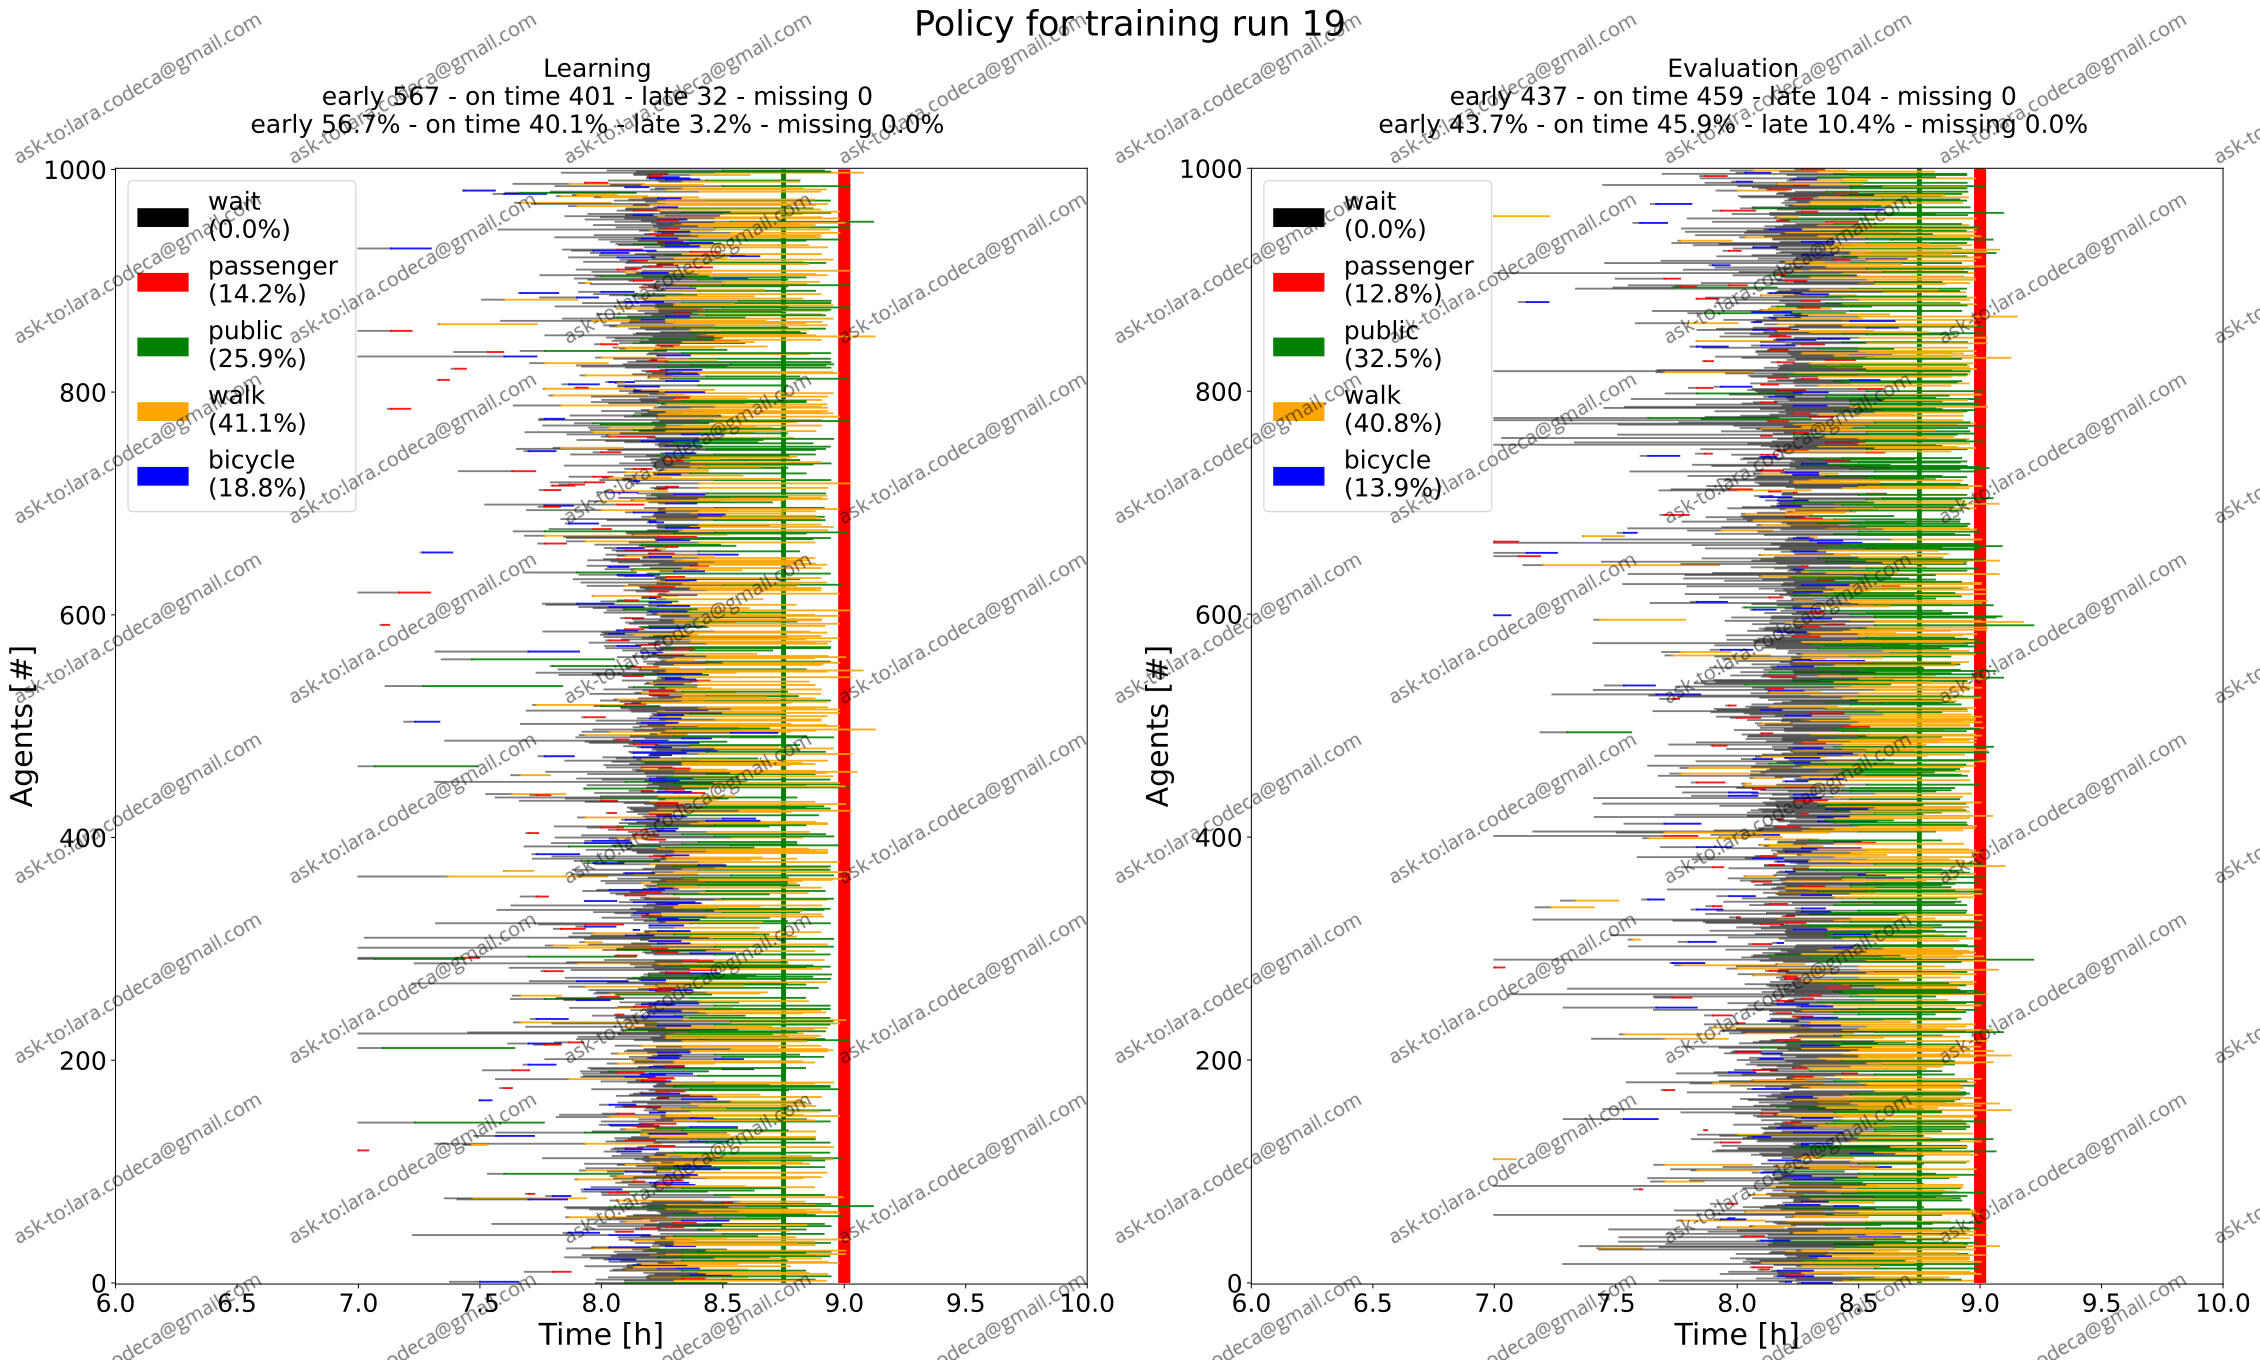 Policy for training run 19
Learning
early 567 - on time 401 - late 32 - missing 0
early 56.7% - on time 40.1% - late 3.2% - missing 0.0%
1000
800
600
400
200
0
Agents [#]
wait
(0.0%)
passenger
(14.2%)
public
(25.9%)
walk
(41.1%)
bicycle
(18.8%)
6.0 6.5 7.0 7.5 8.0 8.5 9.0 9.5 10.0
Time [h]
Evaluation
early 437 - on time 459 - late 104 - missing 0
early 43.7% - on time 45.9% - late 10.4% - missing 0.0%
1000
800
600
400
200
0
Agents [#]
wait
(0.0%)
passenger
(12.8%)
public
(32.5%)
walk
(40.8%)
bicycle
(13.9%)
6.0 6.5 7.0 7.5 8.0 8.5 9.0 9.5 10.0
Time [h]
ask-to:lara.codeca@gmail.com